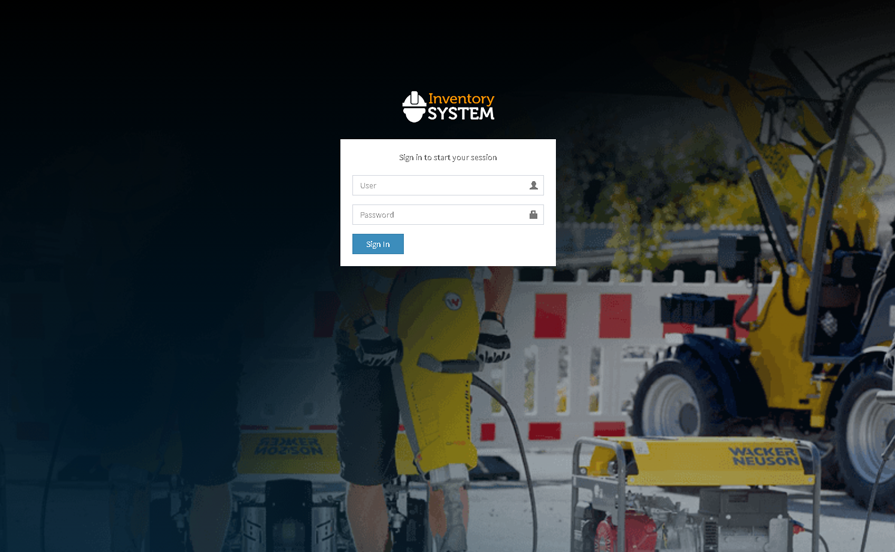 Inventory
SYSTEM
Sign in to start your session
User
Password
Sign In
W
WACKER
NEUSON
WACKER
NEUSON